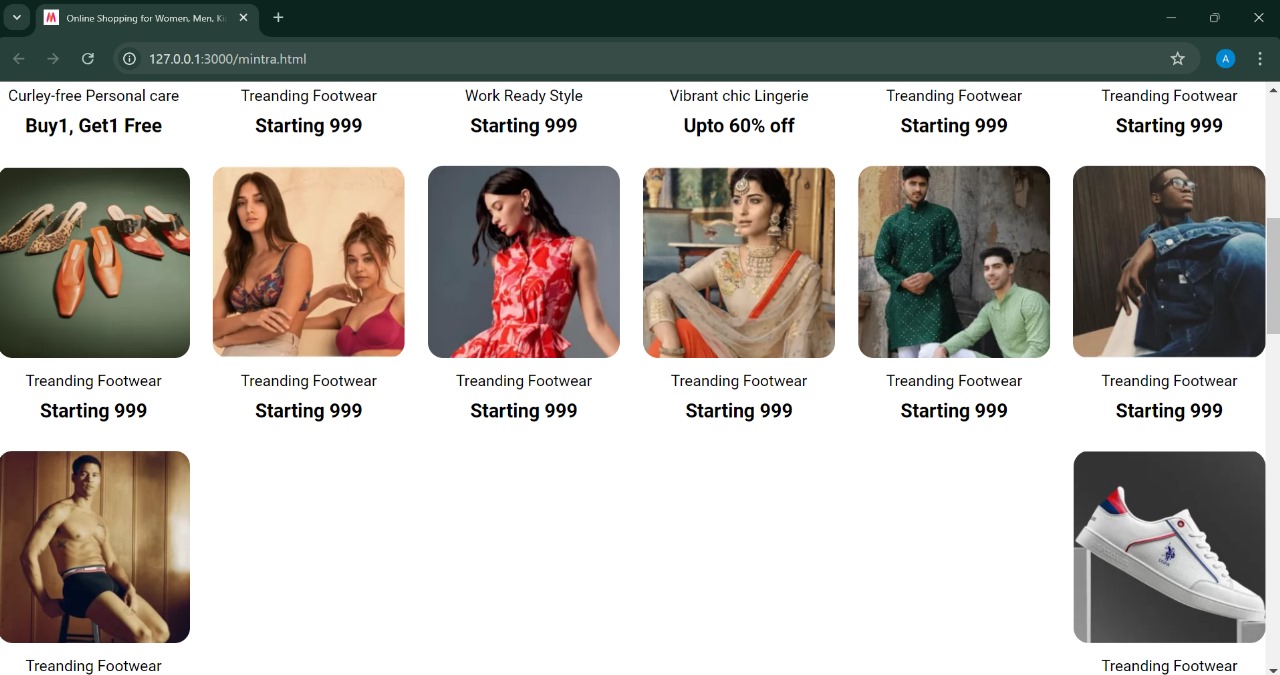 Online Shopping for Women, Men, Ki
127.0.0.1:3000/mintra.html
A
Curley-free Personal care
Treanding Footwear
Work Ready Style
Vibrant chic Lingerie
Treanding Footwear
Treanding Footwear
Buy1, Get1 Free
Starting 999
Starting 999
Upto 60% off
Starting 999
Starting 999
Treanding Footwear
Treanding Footwear
Treanding Footwear
Treanding Footwear
Treanding Footwear
Treanding Footwear
Starting 999
Starting 999
Starting 999
Starting 999
Starting 999
Starting 999
Treanding Footwear
Treanding Footwear